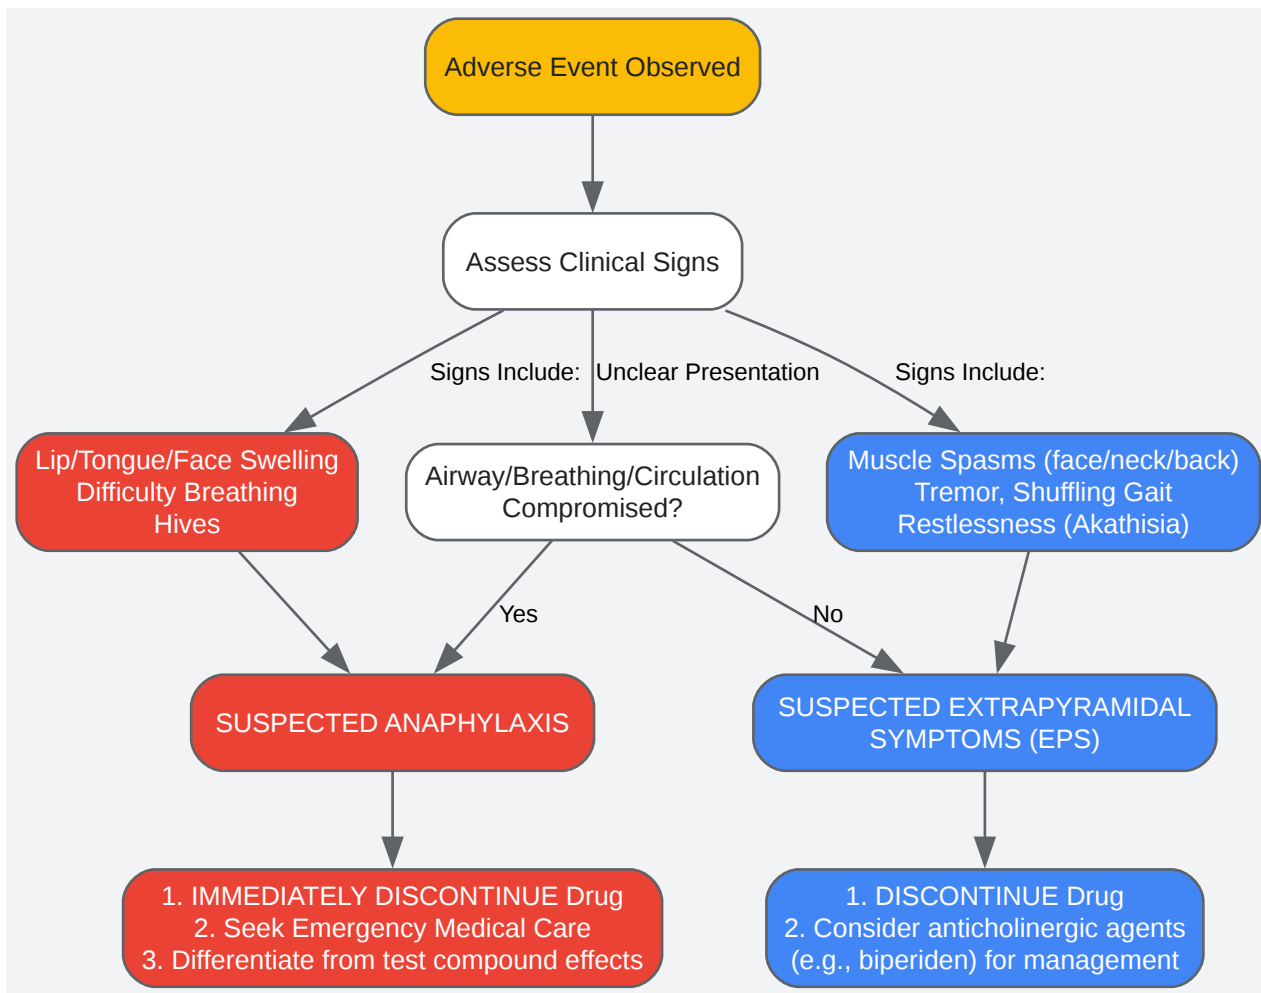 Adverse Event Observed
Assess Clinical Signs
Signs Include:
Unclear Presentation
Signs Include:
Lip/Tongue/Face Swelling
Difficulty Breathing
Hives
Airway/Breathing/Circulation
Compromised?
Muscle Spasms (face/neck/back)
Tremor, Shuffling Gait
Restlessness (Akathisia)
Yes
No
SUSPECTED ANAPHYLAXIS
SUSPECTED EXTRAPYRAMIDAL
SYMPTOMS (EPS)
1. IMMEDIATELY DISCONTINUE Drug
2. Seek Emergency Medical Care
3. Differentiate from test compound effects
1. DISCONTINUE Drug
2. Consider anticholinergic agents
(e.g., biperiden) for management